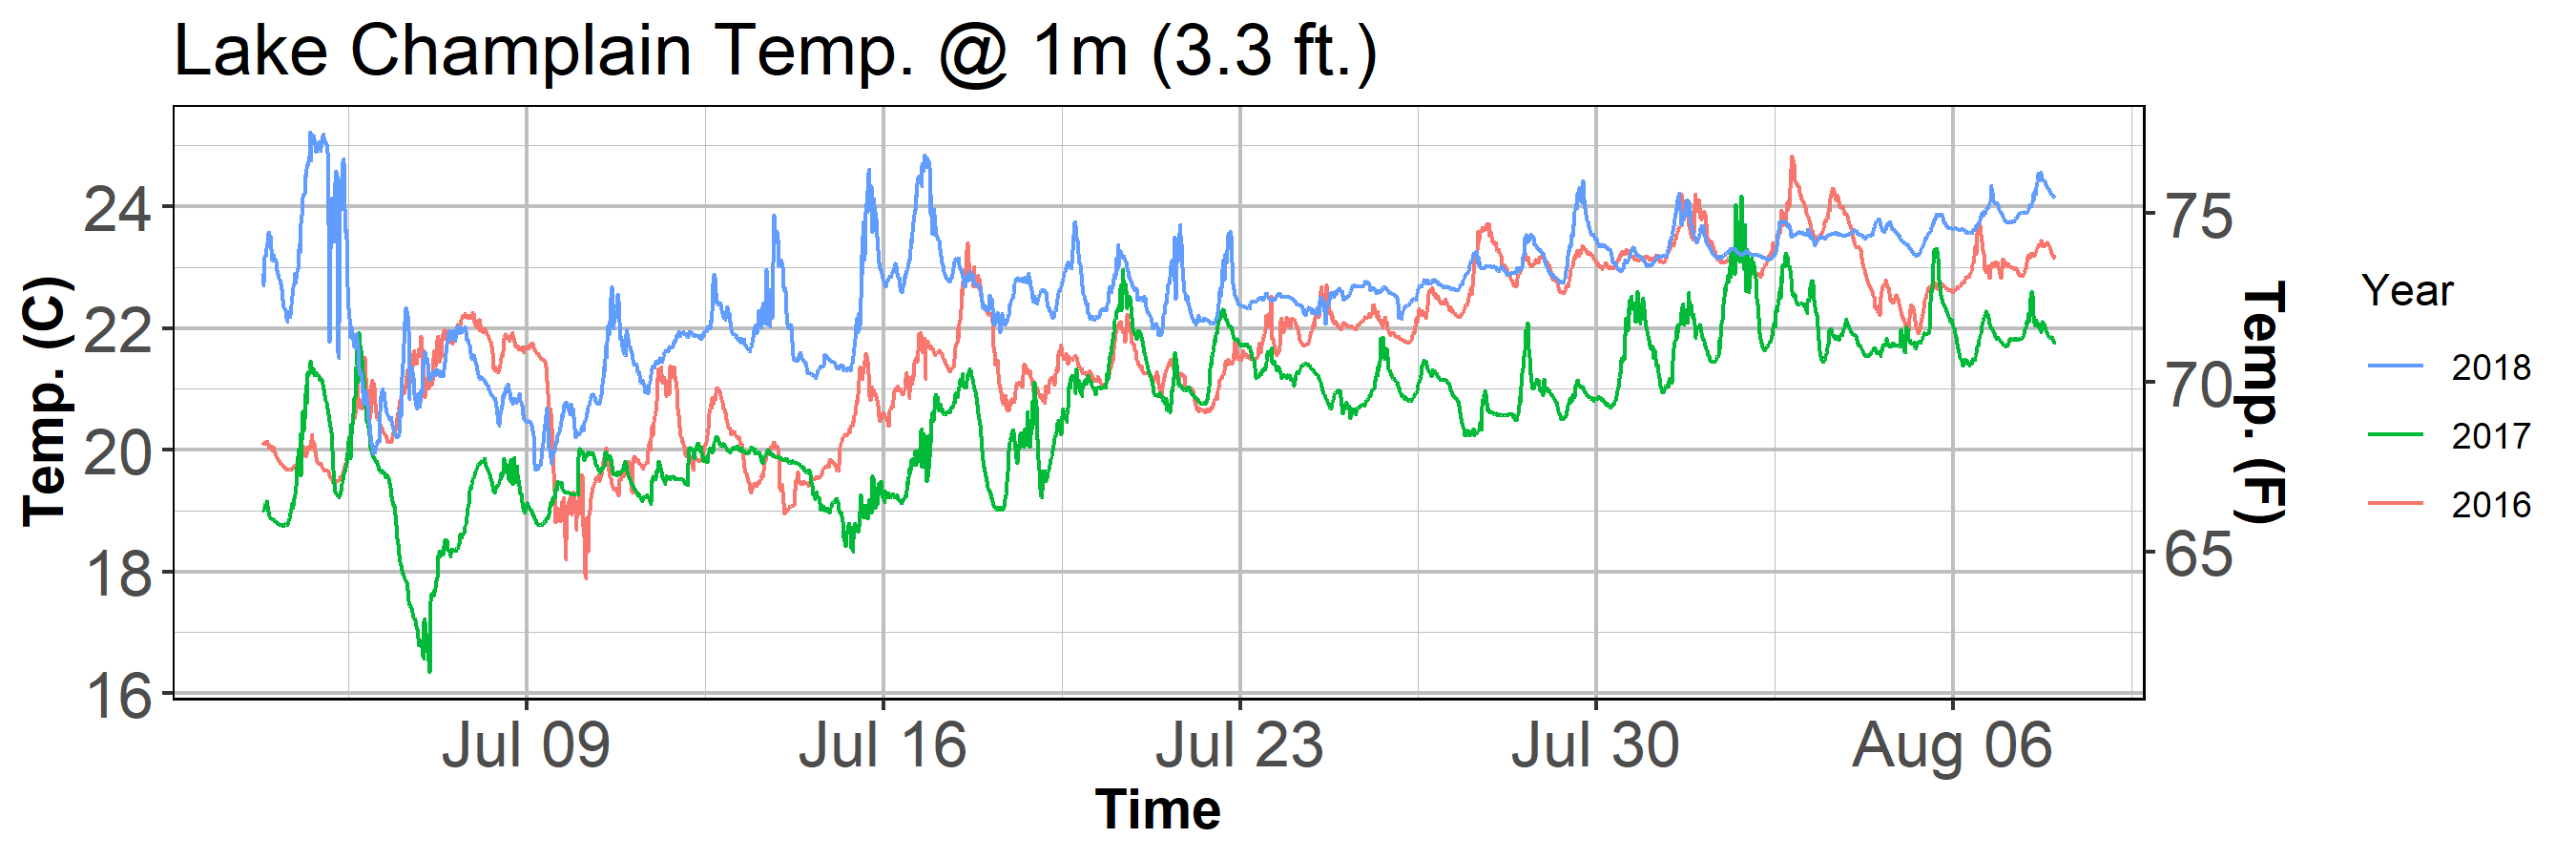 Lake Champlain Temp. @ 1m (3.3 ft.)
Temp. (C)
24
22
20
18
16
75
70
65
Temp. (F)
Jul 09
Jul 16
Jul 23
Jul 30
Aug 06
Time
Year
2018
2017
2016